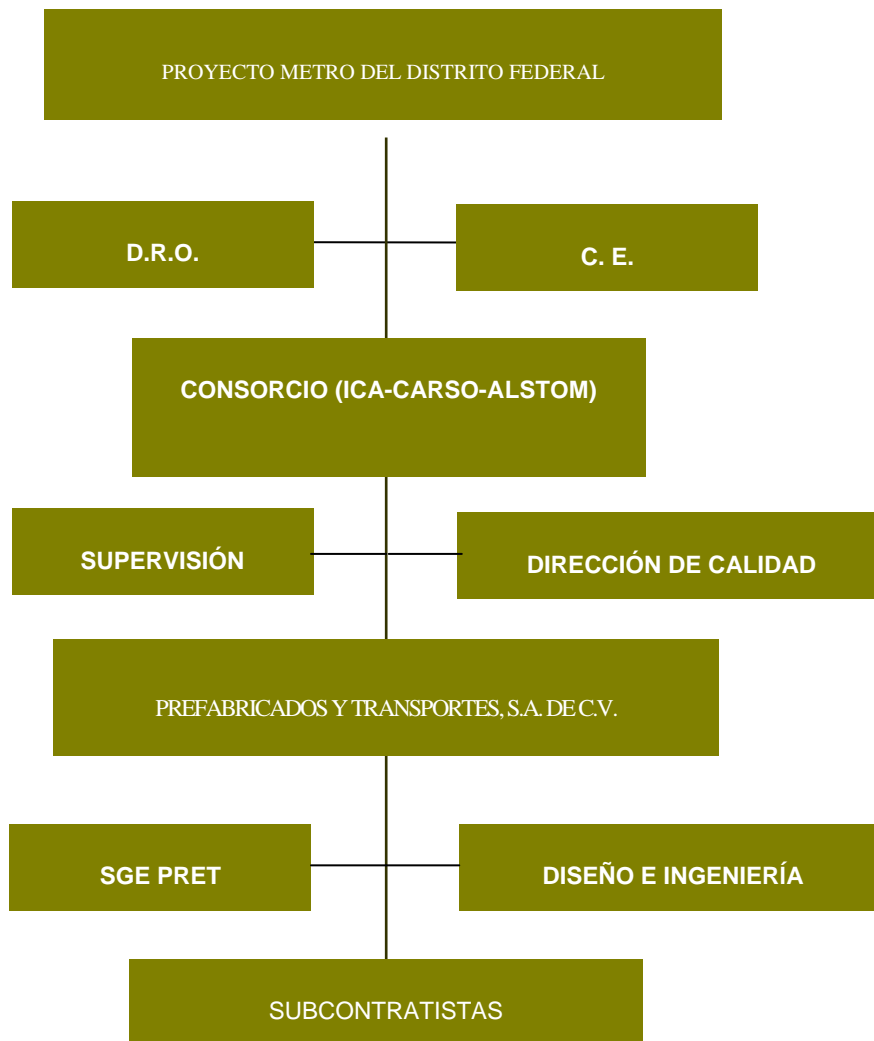 PROYECTO METRO DEL DISTRITO FEDERAL
D.R.O.
C. E.
CONSORCIO (ICA-CARSO-ALSTOM)
SUPERVISIÓN
DIRECCIÓN DE CALIDAD
PREFABRICADOS Y TRANSPORTES, S.A. DE C.V.
SGE PRET
DISEÑO E INGENIERÍA
SUBCONTRATISTAS